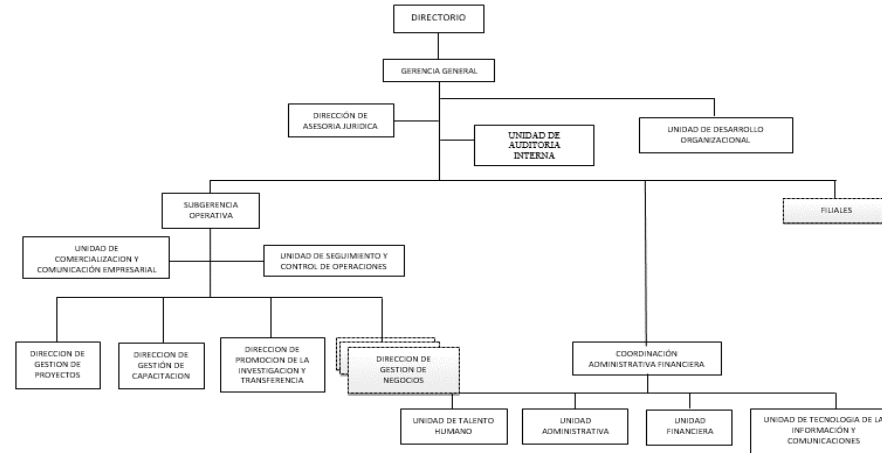 DIRECTORIO
GERENCIA GENERAL
DIRECCIÓN DE
ASESORIA JURIDICA
UNIDAD DE
AUDITORIA
INTERNA
UNIDAD DE DESARROLLO
ORGANIZACIONAL
SUBGERENCIA
OPERATIVA
FILIALES
UNIDAD DE
COMERCIALIZACION Y
COMUNICACIÓN EMPRESARIAL
UNIDAD DE SEGUIMIENTO Y
CONTROL DE OPERACIONES
DIRECCION DE
GESTION DE
PROYECTOS
DIRECCION DE
GESTIÓN DE
CAPACITACION
DIRECCION DE
PROMOCION DE LA
INVESTIGACION Y
TRANSFERENCIA
DIRECCION DE
GESTION DE
NEGOCIOS
COORDINACIÓN
ADMINISTRATIVA FINANCIERA
UNIDAD DE TALENTO
HUMANO
UNIDAD
ADMINISTRATIVA
UNIDAD
FINANCIERA
UNIDAD DE TECNOLOGIA DE LA
INFORMACIÓN Y
COMUNICACIONES